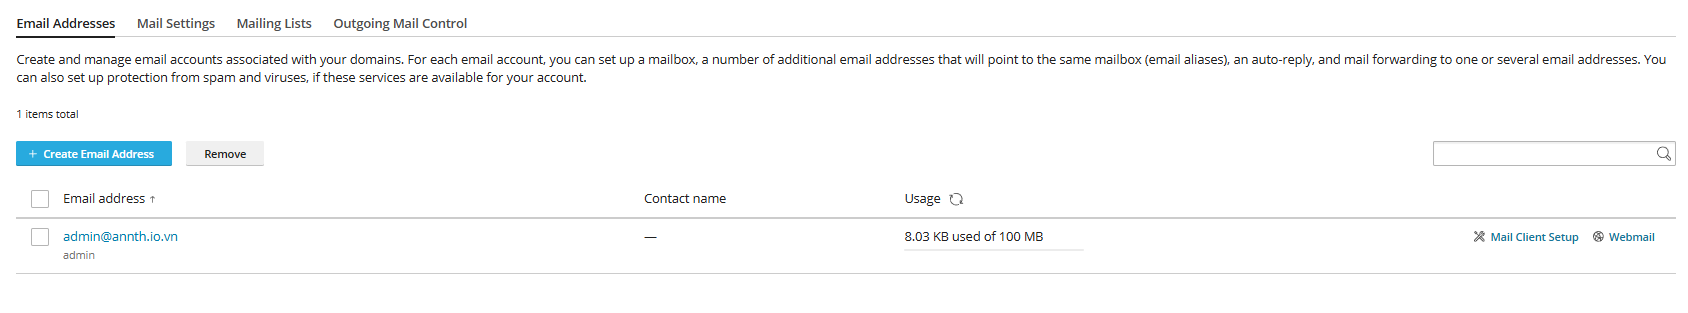 Email Addresses Mail Settings Mailing Lists Outgoing Mail Control
Create and manage email accounts associated with your domains. For each email account, you can set up a mailbox, a number of additional email addresses that will point to the same mailbox (email aliases), an auto-reply, and mail forwarding to one or several email addresses. You
can also set up protection from spam and viruses, if these services are available for your account.
1 items total
+ Create Email Address Remove
Email address ↑ Contact name Usage
admin@annth.io.vn — 8.03 KB used of 100 MB Mail Client Setup Webmail
admin